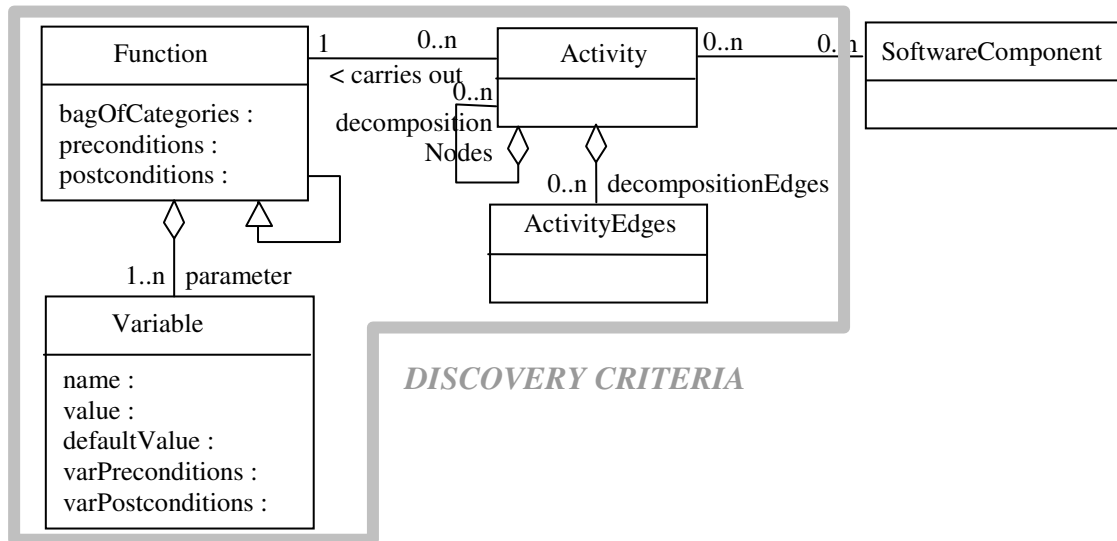 Function
bagOfCategories :
preconditions :
postconditions :
1
0..n
< carries out
Activity
0..n
decomposition
Nodes
0..n
0..n
SoftwareComponent
0..n
decompositionEdges
ActivityEdges
1..n
parameter
Variable
name :
value :
defaultValue :
varPreconditions :
varPostconditions :
DISCOVERY CRITERIA